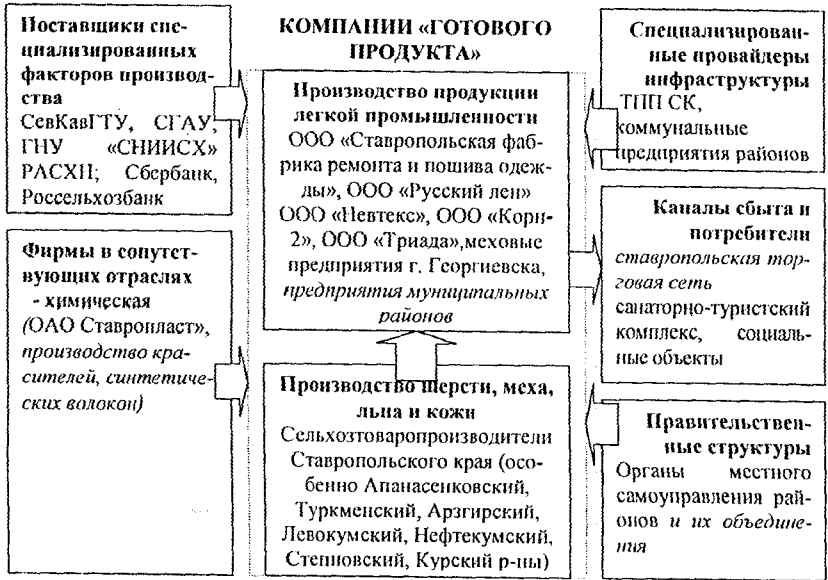 Поставщики спе-
циализированных
факторов производ-
ства
СевКавГТУ, СГАУ,
ГНУ «СНИИСХ»
РАСХН; Сбербанк,
Россельхозбанк
Фирмы в сопутст-
вующих отраслях
- химическая
(ОАО Ставропласт»,
производство кра-
сителей, синтетиче-
ских волокон)
КОМПАНИИ «ГОТОВОГО
ПРОДУКТА»
Производство продукции
легкой промышленности
ООО «Ставропольская фаб-
рика ремонта и пошива одеж-
ды», ООО «Русский лен»
ООО «Невтекс», ООО «Корн-
2», ООО «Триада»,меховые
предприятия г. Георгиевска,
предприятия муниципальных
районов
Производство шерсти, меха,
льна и кожи
Сельхозтоваропроизводители
Ставропольского края (осо-
бенно Апанасенковский,
Туркменский, Арзгирский,
Левокумский, Нефтекумский,
Степновский, Курский р-ны)
Специализирован-
ные провайдеры
инфраструктуры
ТПП СК,
коммунальные
предприятия районов
Каналы сбыта и
потребители
ставропольская тор-
говая сеть
санаторно-туристский
комплекс, социаль-
ные объекты
Правительствен-
ные структуры
Органы местного
самоуправления рай-
онов и их объедине-
ния